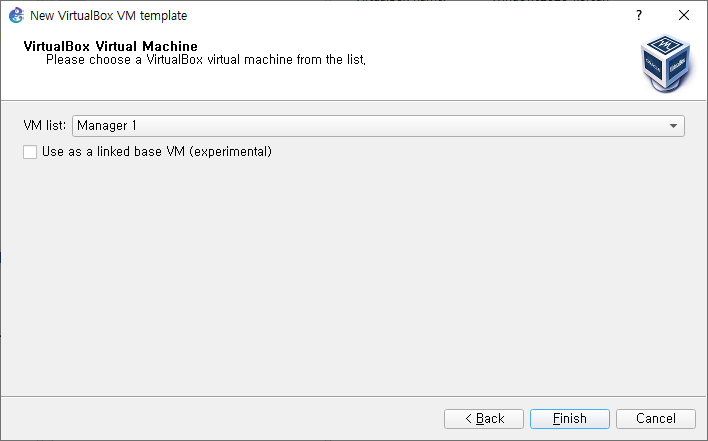 New VirtualBox VM template
VirtualBox Virtual Machine
Please choose a VirtualBox virtual machine from the list.
VM list: Manager 1
Use as a linked base VM (experimental)
< Back Finish Cancel